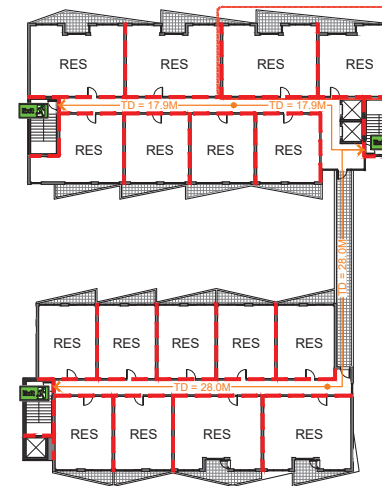 RES RES RES RES
TD = 17.9M TD = 17.9M
RES RES RES RES
TD = 28.0M
RES RES RES RES RES
TD = 28.0M
RES RES RES RES